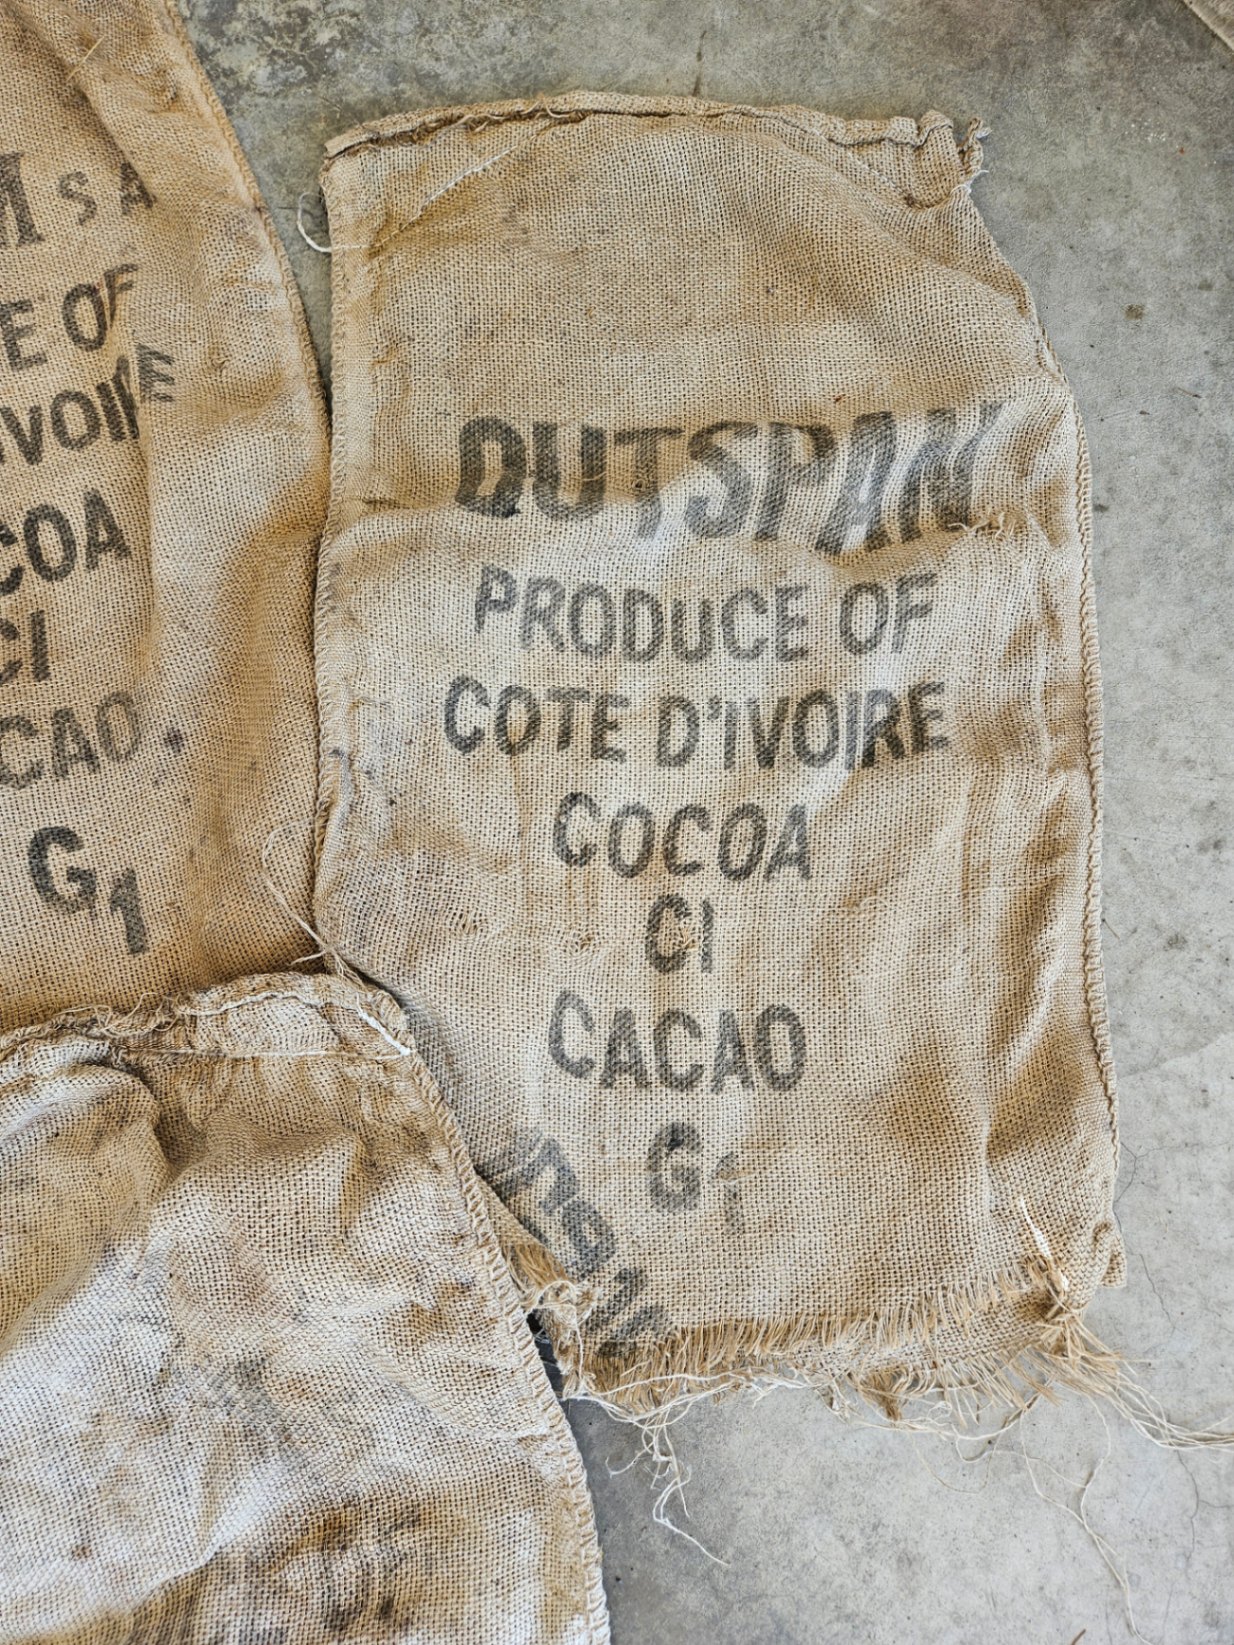 M S A
E OF
IVOIRE
COA
CI
CACAO
G1
OUTSPAN
PRODUCE OF
COTE D'IVOIRE
COCOA
CI
CACAO
G1